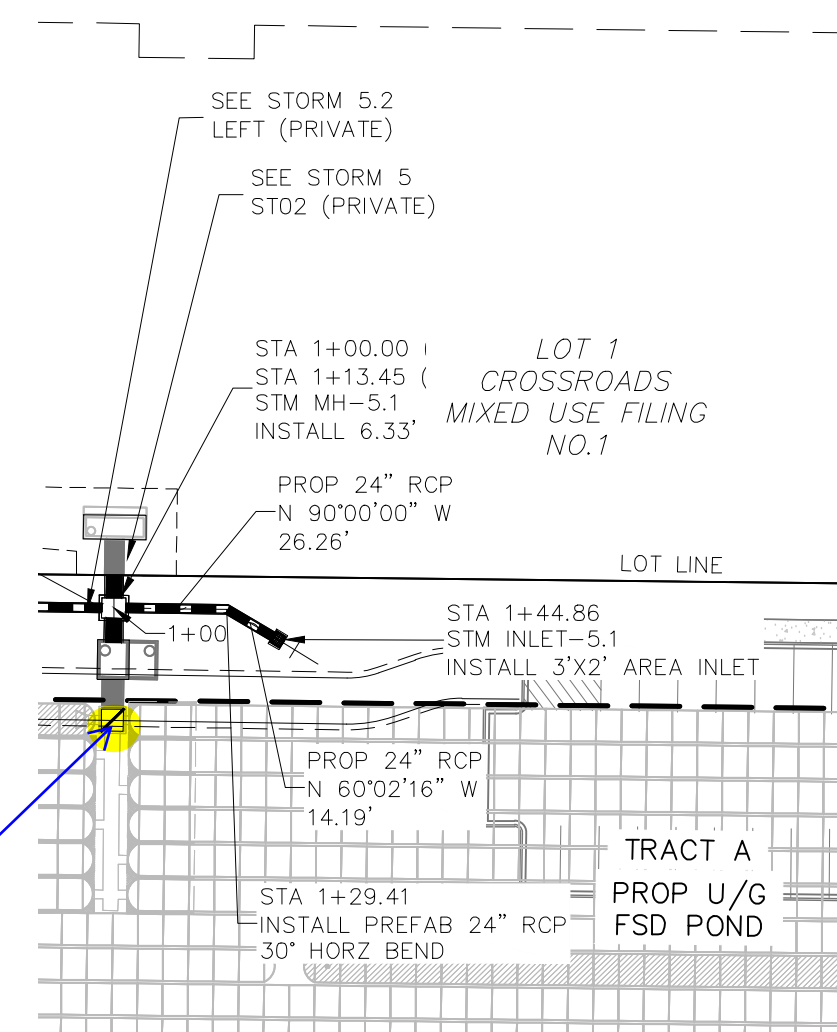 SEE STORM 5.2
LEFT (PRIVATE)
SEE STORM 5
ST02 (PRIVATE)
STA 1+00.00 (
STA 1+13.45 (
STM MH-5.1
INSTALL 6.33'
LOT 1
CROSSROADS
MIXED USE FILING
NO.1
PROP 24" RCP
N 90°00'00" W
26.26'
LOT LINE
1+00
STA 1+44.86
STM INLET-5.1
INSTALL 3'X2' AREA INLET
PROP 24" RCP
N 60°02'16" W
14.19'
TRACT A
PROP U/G
FSD POND
STA 1+29.41
INSTALL PREFAB 24" RCP
30° HORZ BEND